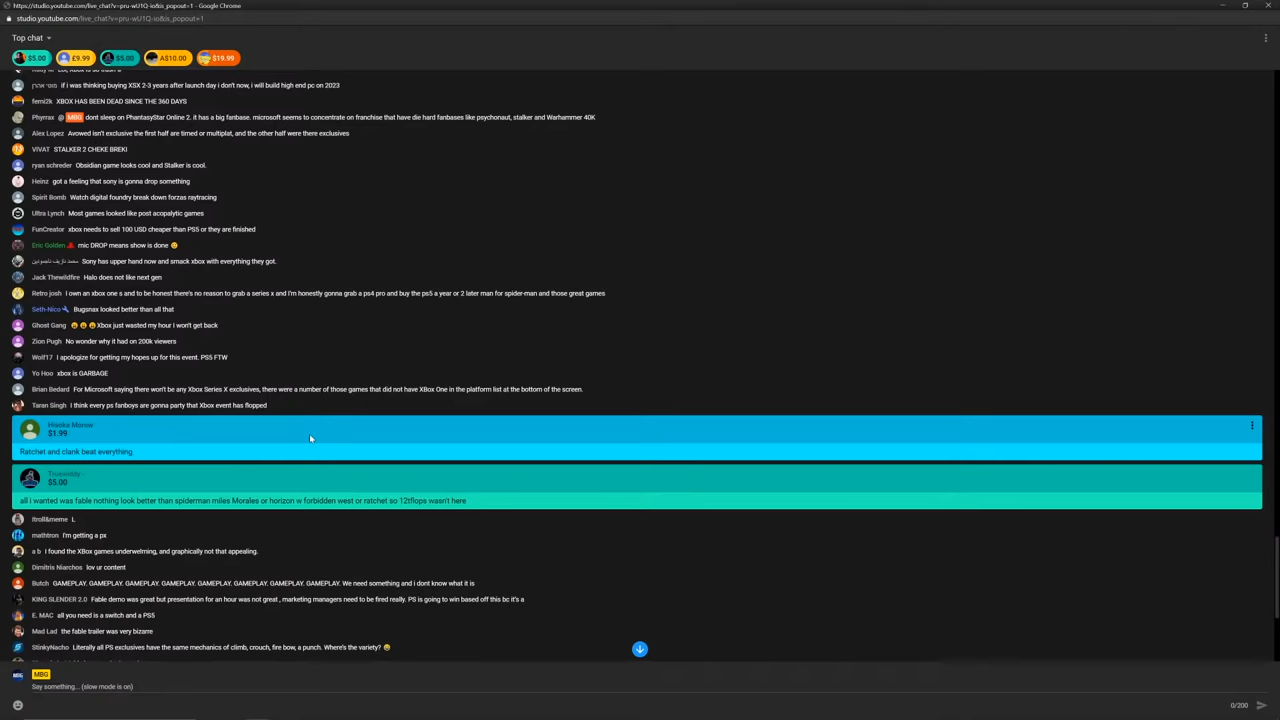 https://studio.youtube.com/live_chat?v=pru-wU1Q-io&is_popout=1 - Google Chrome
studio.youtube.com/live_chat?v=pru-wU1Q-io&is_popout=1
Top chat
$5.00 £9.99 $5.00 A$10.00 $19.99
מוסי אהרן if i was thinking buying XSX 2-3 years after launch day i don't now, i will build high end pc on 2023
femi2k XBOX HAS BEEN DEAD SINCE THE 360 DAYS
Phyrrax @ MBG dont sleep on PhantasyStar Online 2. it has a big fanbase. microsoft seems to concentrate on franchise that have die hard fanbases like psychonaut, stalker and Warhammer 40K
Alex Lopez Avowed isn't exclusive the first half are timed or multiplat, and the other half were there exclusives
VIVAT STALKER 2 CHEKE BREKI
ryan schreder Obsidian game looks cool and Stalker is cool.
Heinz got a feeling that sony is gonna drop something
Spirit Bomb Watch digital foundry break down forzas raytracing
Ultra Lynch Most games looked like post acopalytic games
FunCreator xbox needs to sell 100 USD cheaper than PS5 or they are finished
Eric Golden mic DROP means show is done 🙂
Sony has upper hand now and smack xbox with everything they got.
Jack Thewildfire Halo does not like next gen
Retro josh I own an xbox one s and to be honest there's no reason to grab a series x and I'm honestly gonna grab a ps4 pro and buy the ps5 a year or 2 later man for spider-man and those great games
Seth-Nico Bugsnax looked better than all that
Ghost Gang Xbox just wasted my hour i won't get back
Zion Pugh No wonder why it had on 200k viewers
Wolf17 I apologize for getting my hopes up for this event. PS5 FTW
Yo Hoo xbox is GARBAGE
Brian Bedard For Microsoft saying there won't be any Xbox Series X exclusives, there were a number of those games that did not have XBox One in the platform list at the bottom of the screen.
Taran Singh I think every ps fanboys are gonna party that Xbox event has flopped
Hisoka Morow
$1.99
Ratchet and clank beat everything
$5.00
all i wanted was fable nothing look better than spiderman miles Morales or horizon w forbidden west or ratchet so 12tflops wasn't here
Itroll&meme L
mathtron I'm getting a px
a b I found the XBox games underwelming, and graphically not that appealing.
Dimitris Niarchos lov ur content
Butch GAMEPLAY. GAMEPLAY. GAMEPLAY. GAMEPLAY. GAMEPLAY. GAMEPLAY. GAMEPLAY. We need something and i dont know what it is
KING SLENDER 2.0 Fable demo was great but presentation for an hour was not great , marketing managers need to be fired really. PS is going to win based off this bc it's a
E. MAC all you need is a switch and a PS5
Mad Lad the fable trailer was very bizarre
StinkyNacho Literally all PS exclusives have the same mechanics of climb, crouch, fire bow, a punch. Where's the variety?
MBG
Say something... (slow mode is on)
0/200